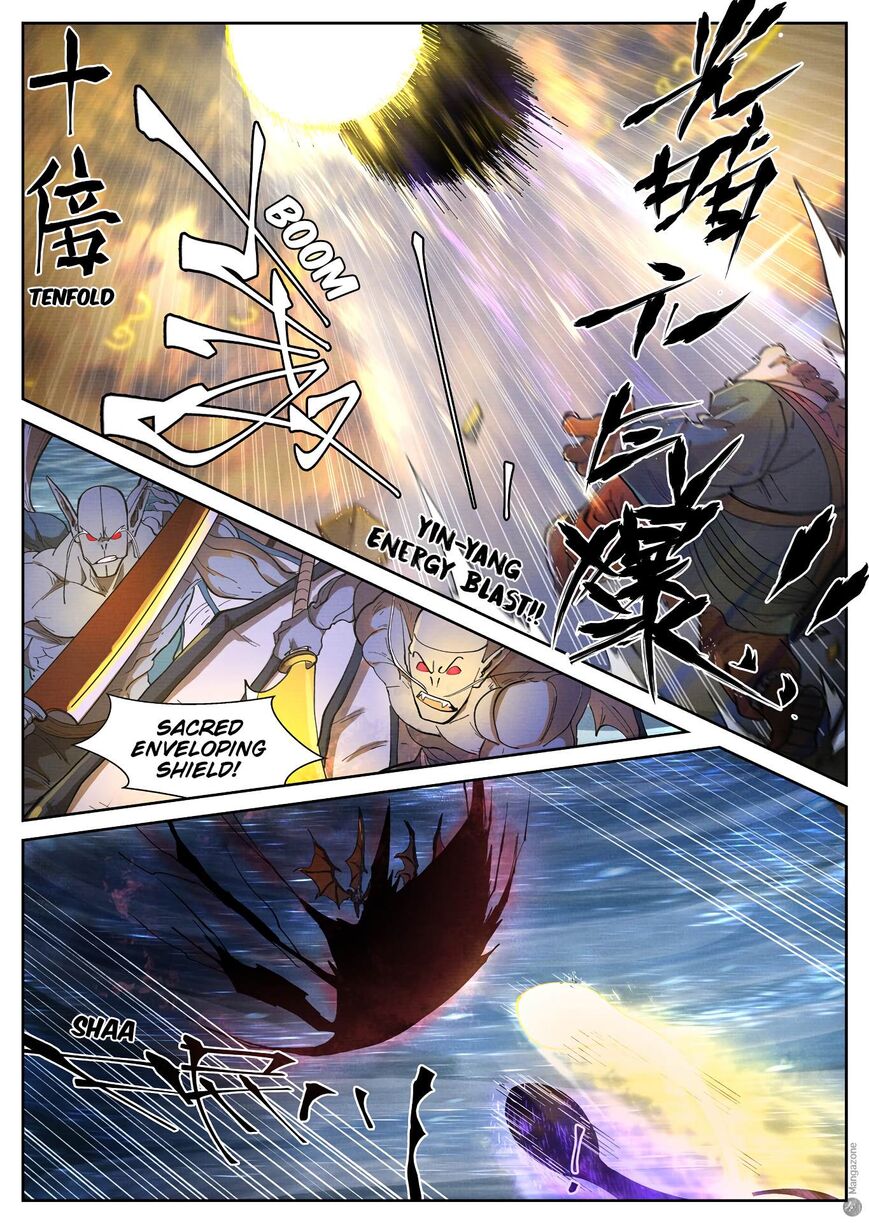 十倍
TENFOLD
BOOM
光暗元气爆!
YIN-YANG
ENERGY BLAST!!
SACRED
ENVELOPING
SHIELD!
SHAA
!
Mangazone